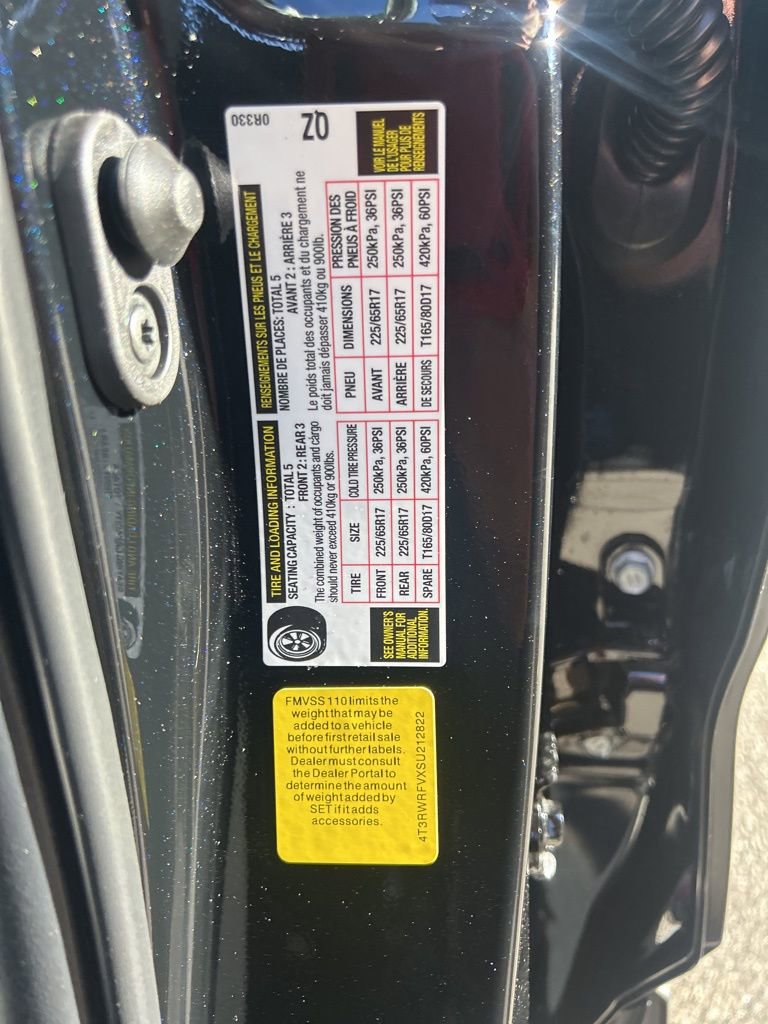 TIRE AND LOADING INFORMATION
SEATING CAPACITY : TOTAL 5
FRONT 2 : REAR 3
The combined weight of occupants and cargo
should never exceed 410kg or 900lbs.
TIRE SIZE COLD TIRE PRESSURE
FRONT 225/65R17 250kPa, 36PSI
REAR 225/65R17 250kPa, 36PSI
SPARE T165/80D17 420kPa, 60PSI
SEE OWNER'S
MANUAL FOR
ADDITIONAL
INFORMATION.
RENSEIGNEMENTS SUR LES PNEUS ET LE CHARGEMENT
NOMBRE DE PLACES: TOTAL 5
AVANT 2 : ARRIÈRE 3
Le poids total des occupants et du chargement ne
doit jamais dépasser 410kg ou 900lb.
PNEU DIMENSIONS PRESSION DES
PNEUS À FROID
AVANT 225/65R17 250kPa, 36PSI
ARRIÈRE 225/65R17 250kPa, 36PSI
DE SECOURS T165/80D17 420kPa, 60PSI
VOIR LE MANUEL
DE L'USAGER
POUR PLUS DE
RENSEIGNEMENTS
0R330
QZ
FMVSS 110 limits the
weight that may be
added to a vehicle
before first retail sale
without further labels.
Dealer must consult
the Dealer Portal to
determine the amount
of weight added by
SET if it adds
accessories.
4T3RWRFVXSU212822